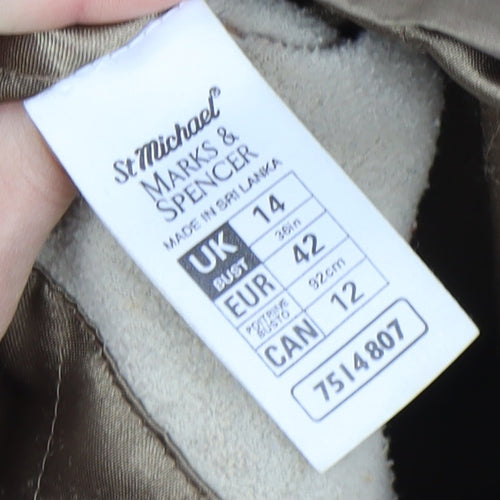 St Michael®
MARKS &
SPENCER
MADE IN SRI LANKA
UK 14
BUST 36in
EUR 42
POITRINE 92cm
BUSTO
CAN 12
7514807